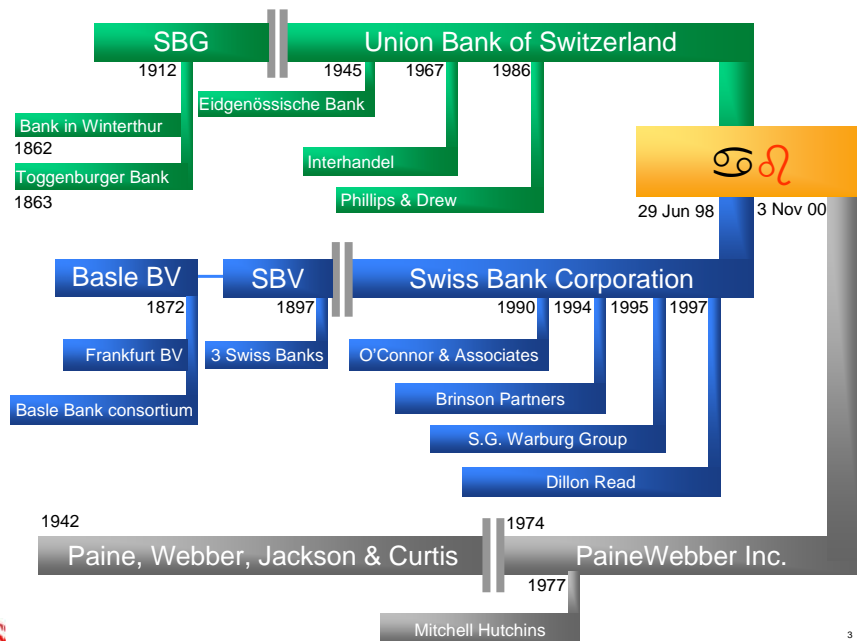 SBG
Union Bank of Switzerland
1912
1945
1967
1986
Eidgenössische Bank
Bank in Winterthur
1862
Toggenburger Bank
1863
Interhandel
Phillips & Drew
♋♌
29 Jun 98
3 Nov 00
Basle BV
SBV
Swiss Bank Corporation
1872
1897
1990
1994
1995
1997
Frankfurt BV
3 Swiss Banks
O'Connor & Associates
Basle Bank consortium
Brinson Partners
S.G. Warburg Group
Dillon Read
1942
1974
Paine, Webber, Jackson & Curtis
PaineWebber Inc.
1977
Mitchell Hutchins
3